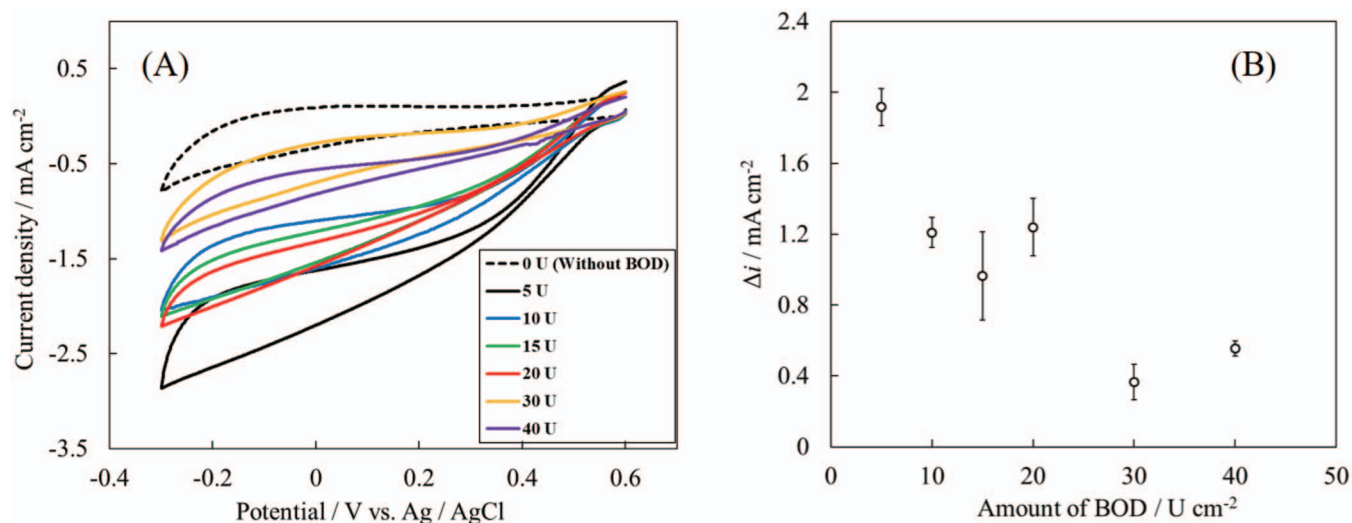 (A)
0.5
-0.5
-1.5
-2.5
-3.5
Current density / mA cm-2
-0.4
-0.2
0
0.2
0.4
0.6
Potential / V vs. Ag / AgCl
0 U (Without BOD)
5 U
10 U
15 U
20 U
30 U
40 U
(B)
2.4
2
1.6
1.2
0.8
0.4
0
Δi / mA cm-2
0
10
20
30
40
50
Amount of BOD / U cm-2